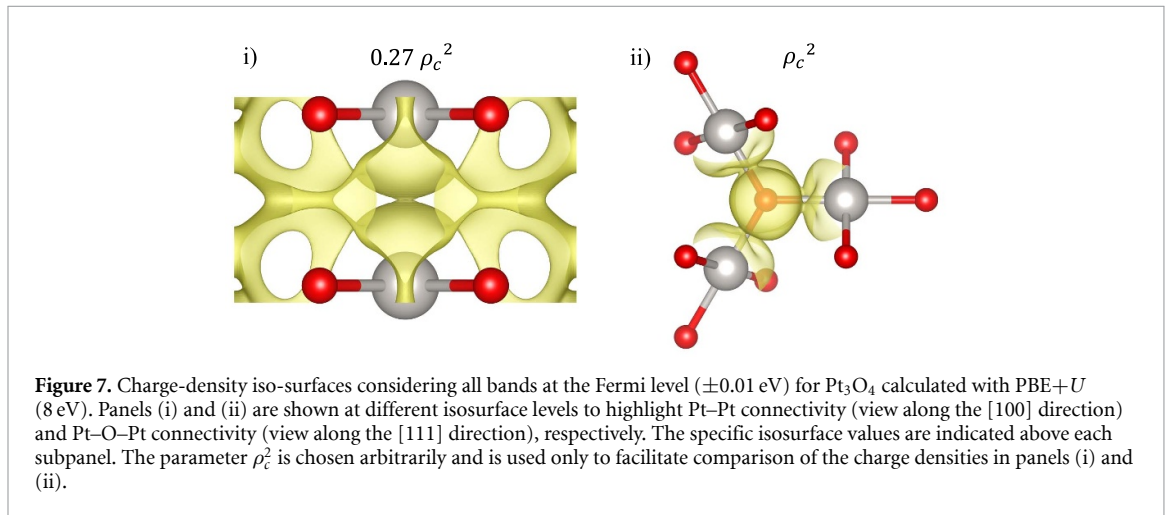 i)
0.27 ρc²
ii)
ρc²
Figure 7. Charge-density iso-surfaces considering all bands at the Fermi level (±0.01 eV) for Pt₃O₄ calculated with PBE+U
(8 eV). Panels (i) and (ii) are shown at different isosurface levels to highlight Pt–Pt connectivity (view along the [100] direction)
and Pt–O–Pt connectivity (view along the [111] direction), respectively. The specific isosurface values are indicated above each
subpanel. The parameter ρc² is chosen arbitrarily and is used only to facilitate comparison of the charge densities in panels (i) and
(ii).